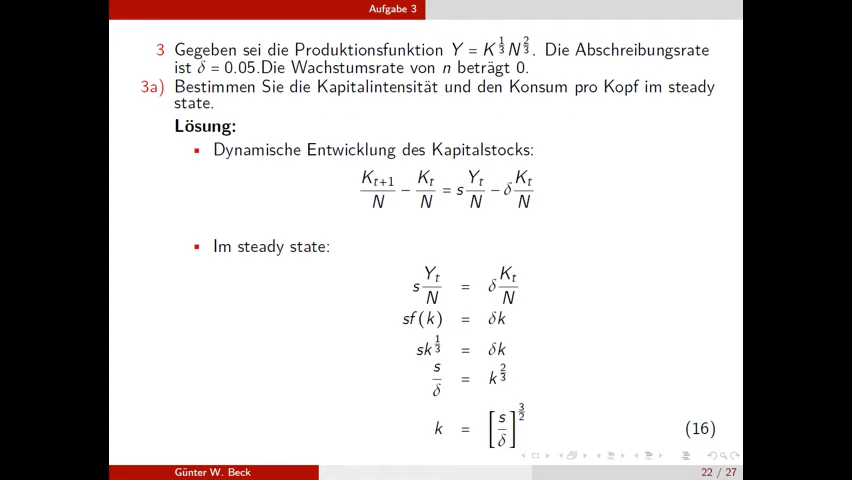 Aufgabe 3
3 Gegeben sei die Produktionsfunktion Y = K^{1/3} N^{2/3}. Die Abschreibungsrate
ist δ = 0.05.Die Wachstumsrate von n beträgt 0.
3a) Bestimmen Sie die Kapitalintensität und den Konsum pro Kopf im steady
state.
Lösung:
▪ Dynamische Entwicklung des Kapitalstocks:
K_{t+1}/N − K_t/N = s Y_t/N − δ K_t/N
▪ Im steady state:
s Y_t/N = δ K_t/N
sf(k) = δk
sk^{1/3} = δk
s/δ = k^{2/3}
k = [s/δ]^{3/2} (16)
Günter W. Beck 22 / 27